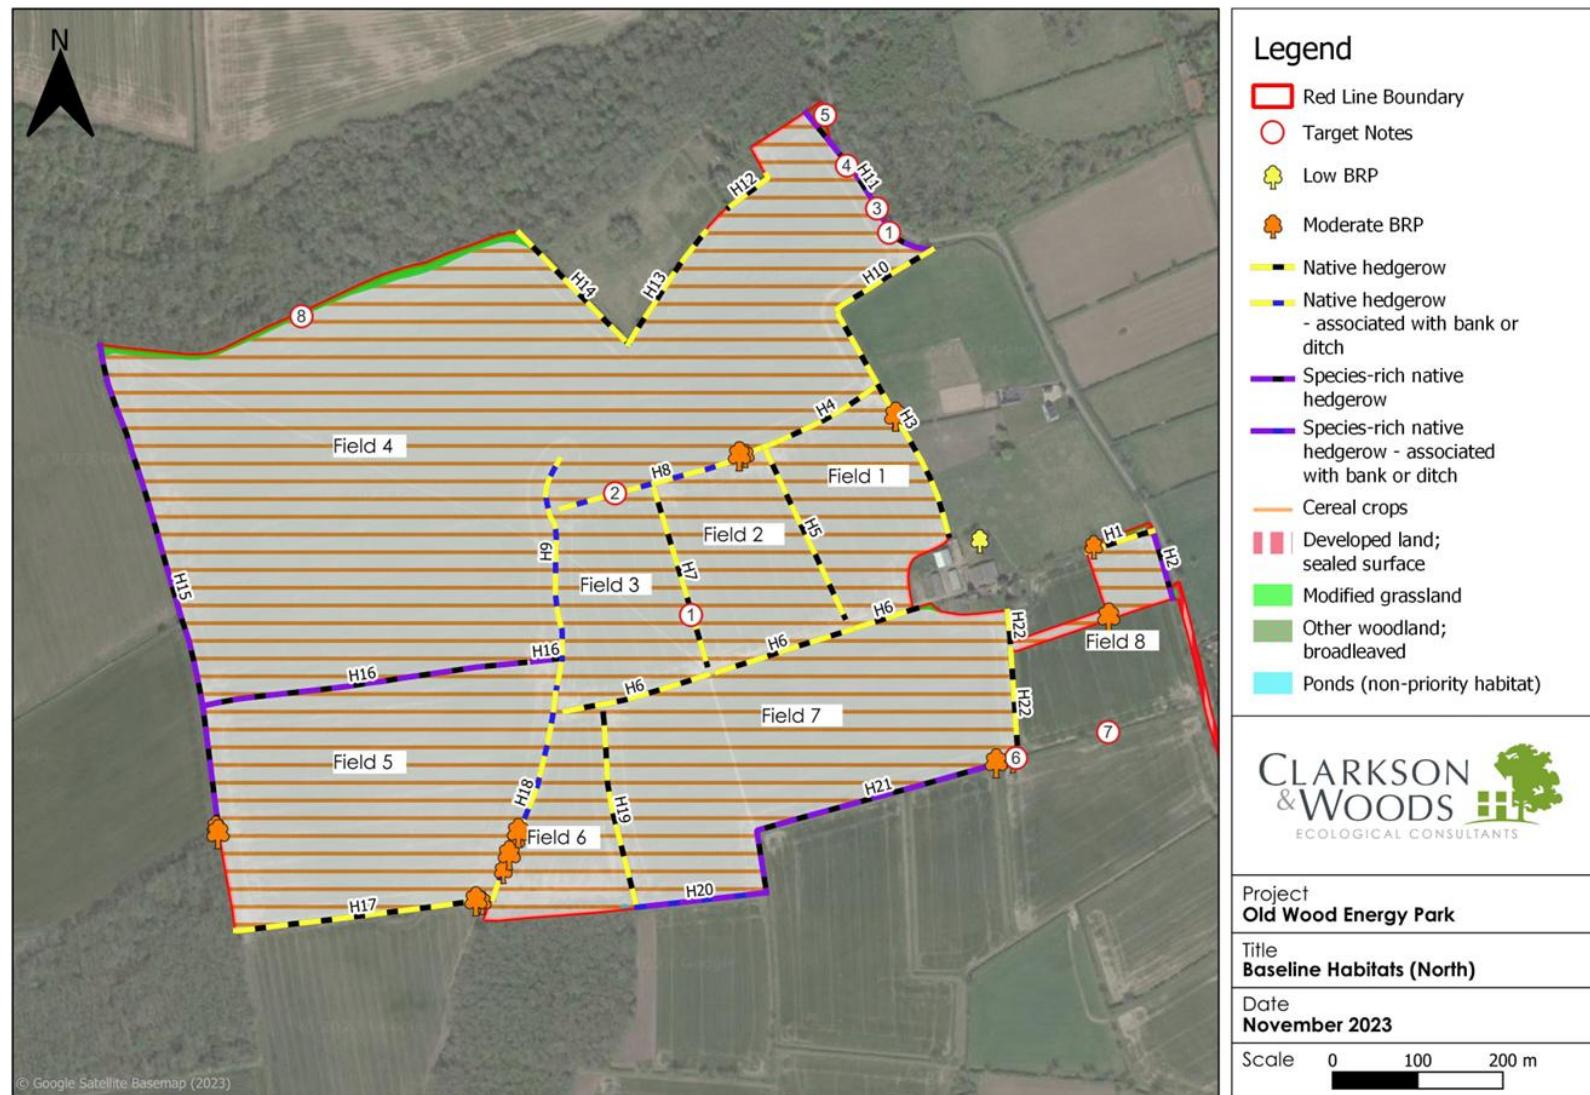 N
5
4
H11
3
1
H12
H10
H13
H14
8
H4
H3
Field 4
Field 1
H8
2
Field 2
H5
H1
H2
H9
H7
Field 3
H15
1
H6
H22
Field 8
H16
H6
H16
H6
H22
Field 7
7
6
Field 5
H21
H18
H19
Field 6
H20
H17
© Google Satellite Basemap (2023)
Legend
Red Line Boundary
Target Notes
Low BRP
Moderate BRP
Native hedgerow
Native hedgerow
- associated with bank or
ditch
Species-rich native
hedgerow
Species-rich native
hedgerow - associated
with bank or ditch
Cereal crops
Developed land;
sealed surface
Modified grassland
Other woodland;
broadleaved
Ponds (non-priority habitat)
CLARKSON
& WOODS
ECOLOGICAL CONSULTANTS
Project
Old Wood Energy Park
Title
Baseline Habitats (North)
Date
November 2023
Scale
0 100 200 m